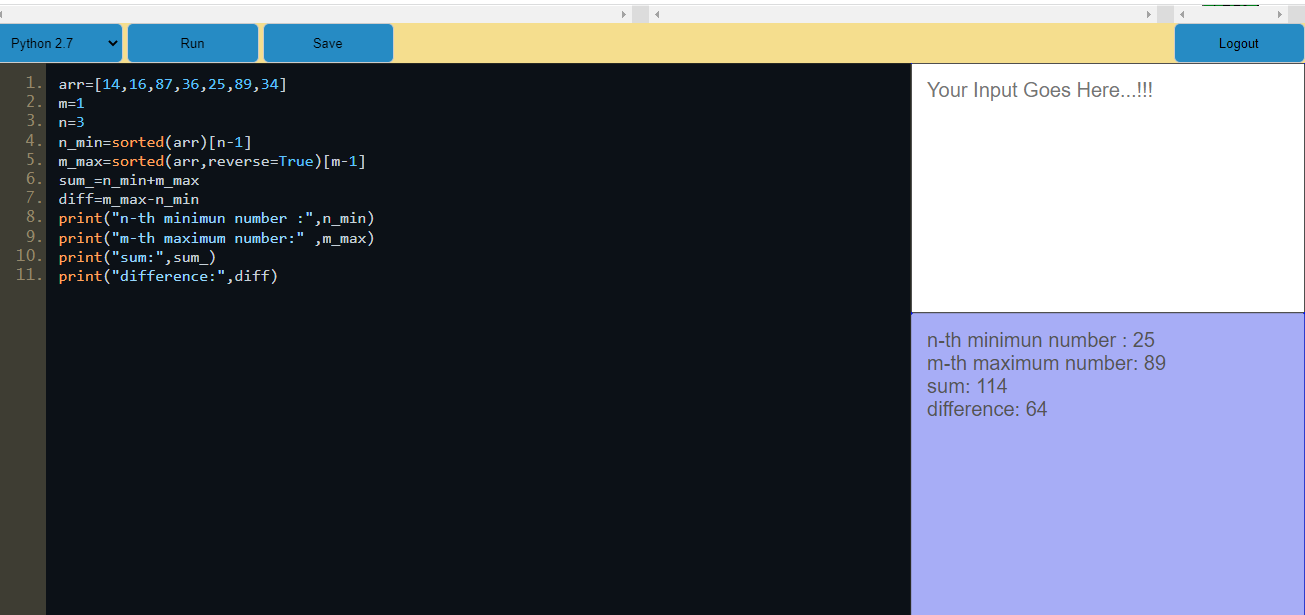 Python 2.7 Run Save Logout
1. arr=[14,16,87,36,25,89,34]
2. m=1
3. n=3
4. n_min=sorted(arr)[n-1]
5. m_max=sorted(arr,reverse=True)[m-1]
6. sum_=n_min+m_max
7. diff=m_max-n_min
8. print("n-th minimun number :",n_min)
9. print("m-th maximum number:" ,m_max)
10. print("sum:",sum_)
11. print("difference:",diff)
Your Input Goes Here...!!!
n-th minimun number : 25
m-th maximum number: 89
sum: 114
difference: 64